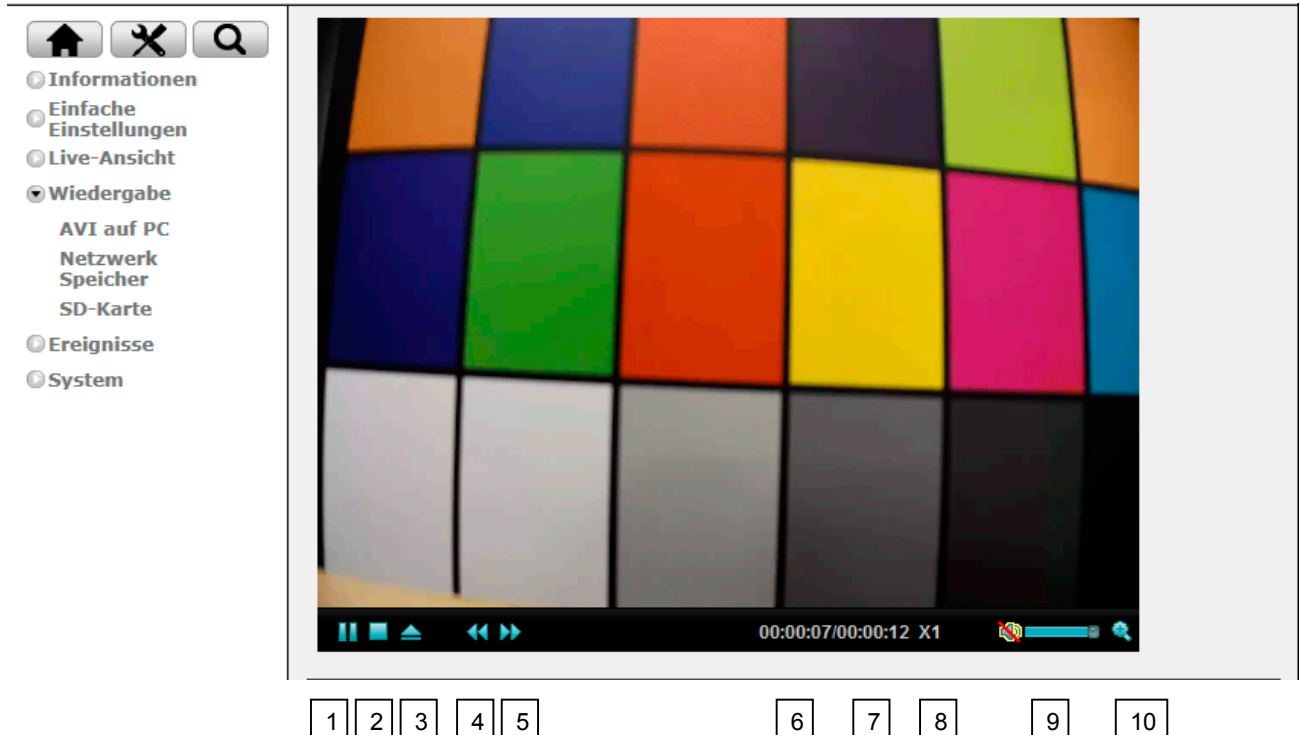 Informationen
Einfache
Einstellungen
Live-Ansicht
Wiedergabe
AVI auf PC
Netzwerk
Speicher
SD-Karte
Ereignisse
System
00:00:07/00:00:12 X1
1 2 3 4 5 6 7 8 9 10